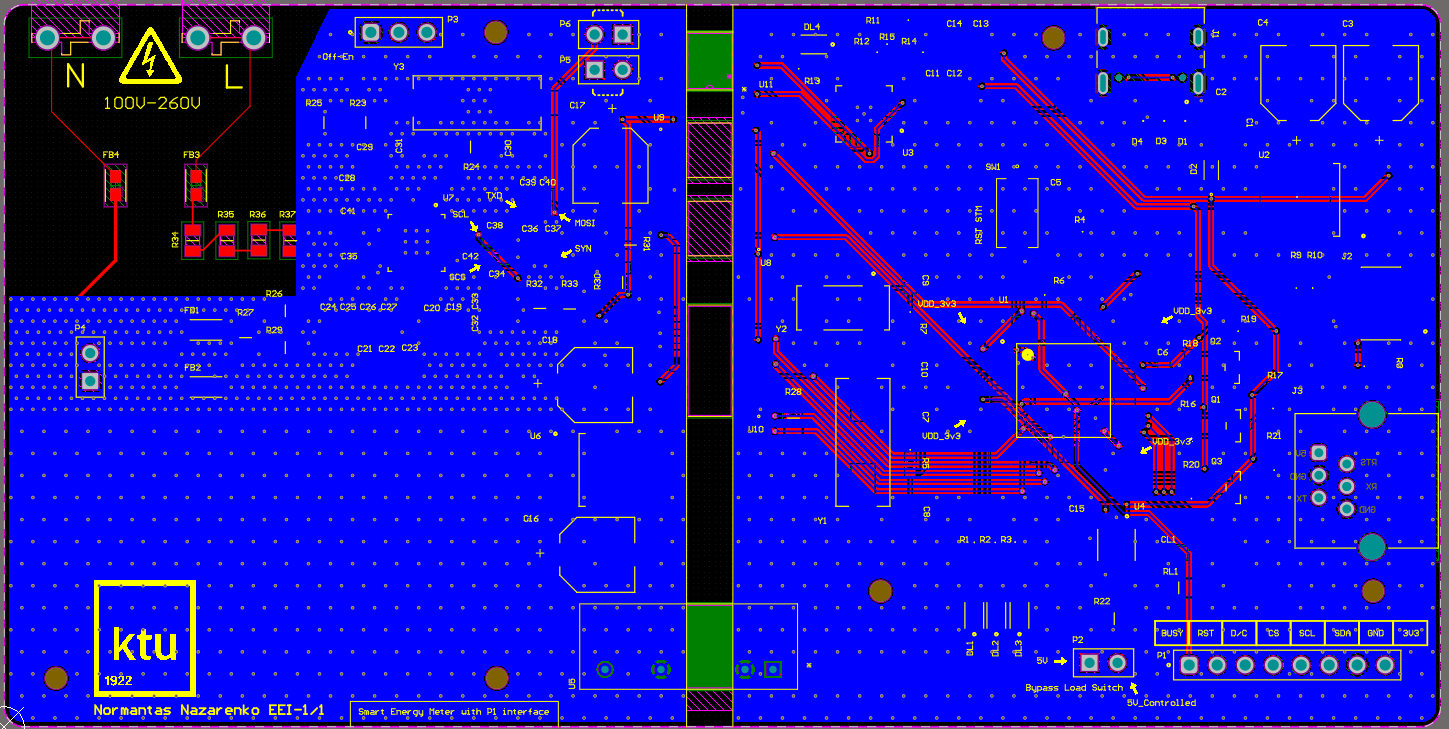 P3
P6
DL4
R11
R12
R15
R14
C14 C13
J1
C4
C3
Off-En
Y3
P5
N
L
100V-260V
R25
R23
C17
U9
U11
R13
C11 C12
C2
C1
C29
C31
C30
R24
U3
D4 D3 D1
U2
FB4
FB3
C28
C39 C40
SW1
C5
D2
TXD
U7
C41
SCL
C38
MOSI
RST STM
R4
R34
R35
R36
R37
C36 C37
R31
SYN
C35
C42
SCS
C34
R32
R33
R30
U8
C9
R6
R9 R10
J2
R26
C24 C25 C26 C27
C20 C19
C33
C32
VDD_3v3
U1
VDD_3v3
FB1
R27
P4
R29
C21 C22 C23
C18
Y2
R7
R18
Q2
R19
C6
R8
FB2
C10
R28
R17
J3
R16
Q1
U6
U10
C7
VDD_3v3
VDD_3v3
R21
5V
RTS
R5
R20
Q3
GND
RX
TX
GND
C16
Y1
C8
C15
U4
R1. R2. R3.
CL1
RL1
R22
ktu
1922
BUSY
RST
D/C
CS
SCL
SDA
GND
3V3
DL1
DL2
DL3
P2
P1
5V
U5
Bypass Load Switch
5V_Controlled
Normantas Nazarenko EEI-1/1
Smart Energy Meter with P1 interface